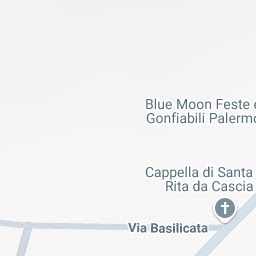 Blue Moon Feste e
Gonfiabili Palermo
Cappella di Santa
Rita da Cascia
Via Basilicata